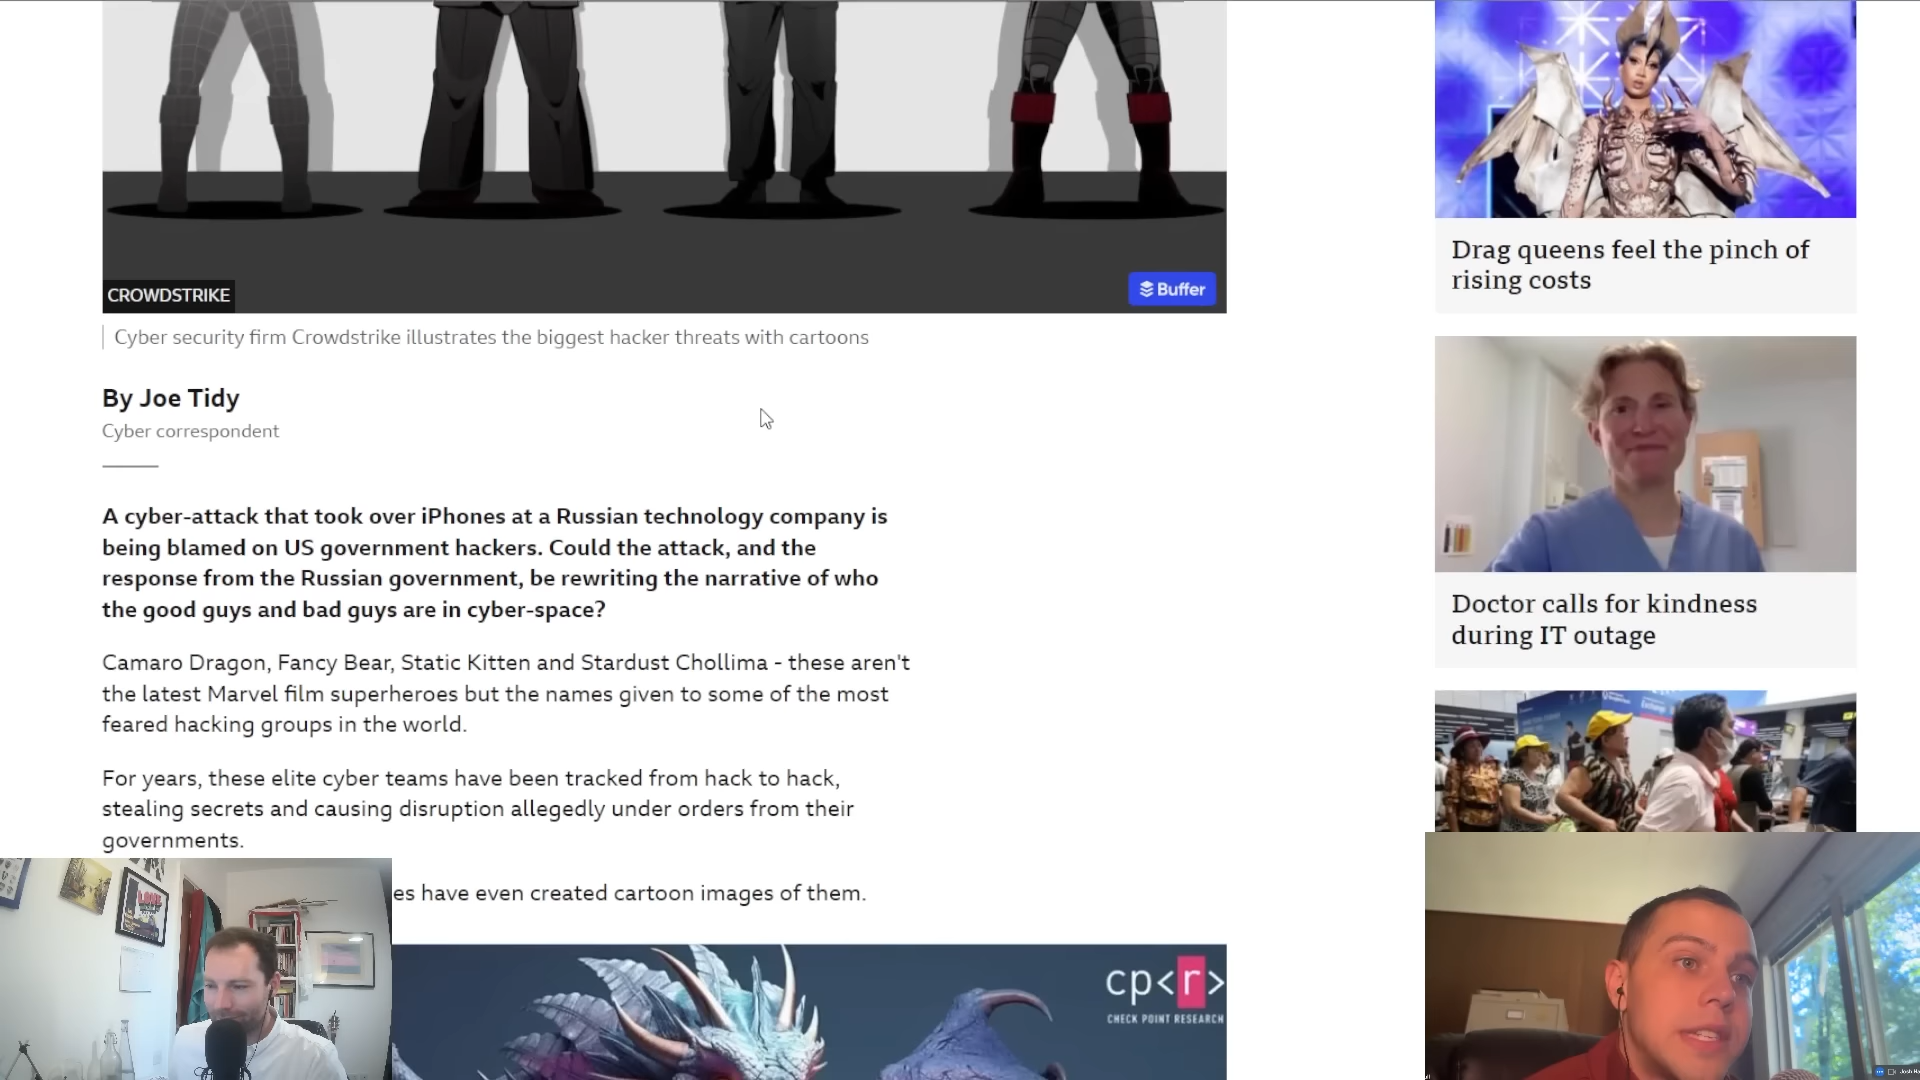 CROWDSTRIKE
Buffer
Cyber security firm Crowdstrike illustrates the biggest hacker threats with cartoons
By Joe Tidy
Cyber correspondent
A cyber-attack that took over iPhones at a Russian technology company is
being blamed on US government hackers. Could the attack, and the
response from the Russian government, be rewriting the narrative of who
the good guys and bad guys are in cyber-space?
Camaro Dragon, Fancy Bear, Static Kitten and Stardust Chollima - these aren't
the latest Marvel film superheroes but the names given to some of the most
feared hacking groups in the world.
For years, these elite cyber teams have been tracked from hack to hack,
stealing secrets and causing disruption allegedly under orders from their
governments.
es have even created cartoon images of them.
cp<r>
CHECK POINT RESEARCH
Drag queens feel the pinch of
rising costs
Doctor calls for kindness
during IT outage